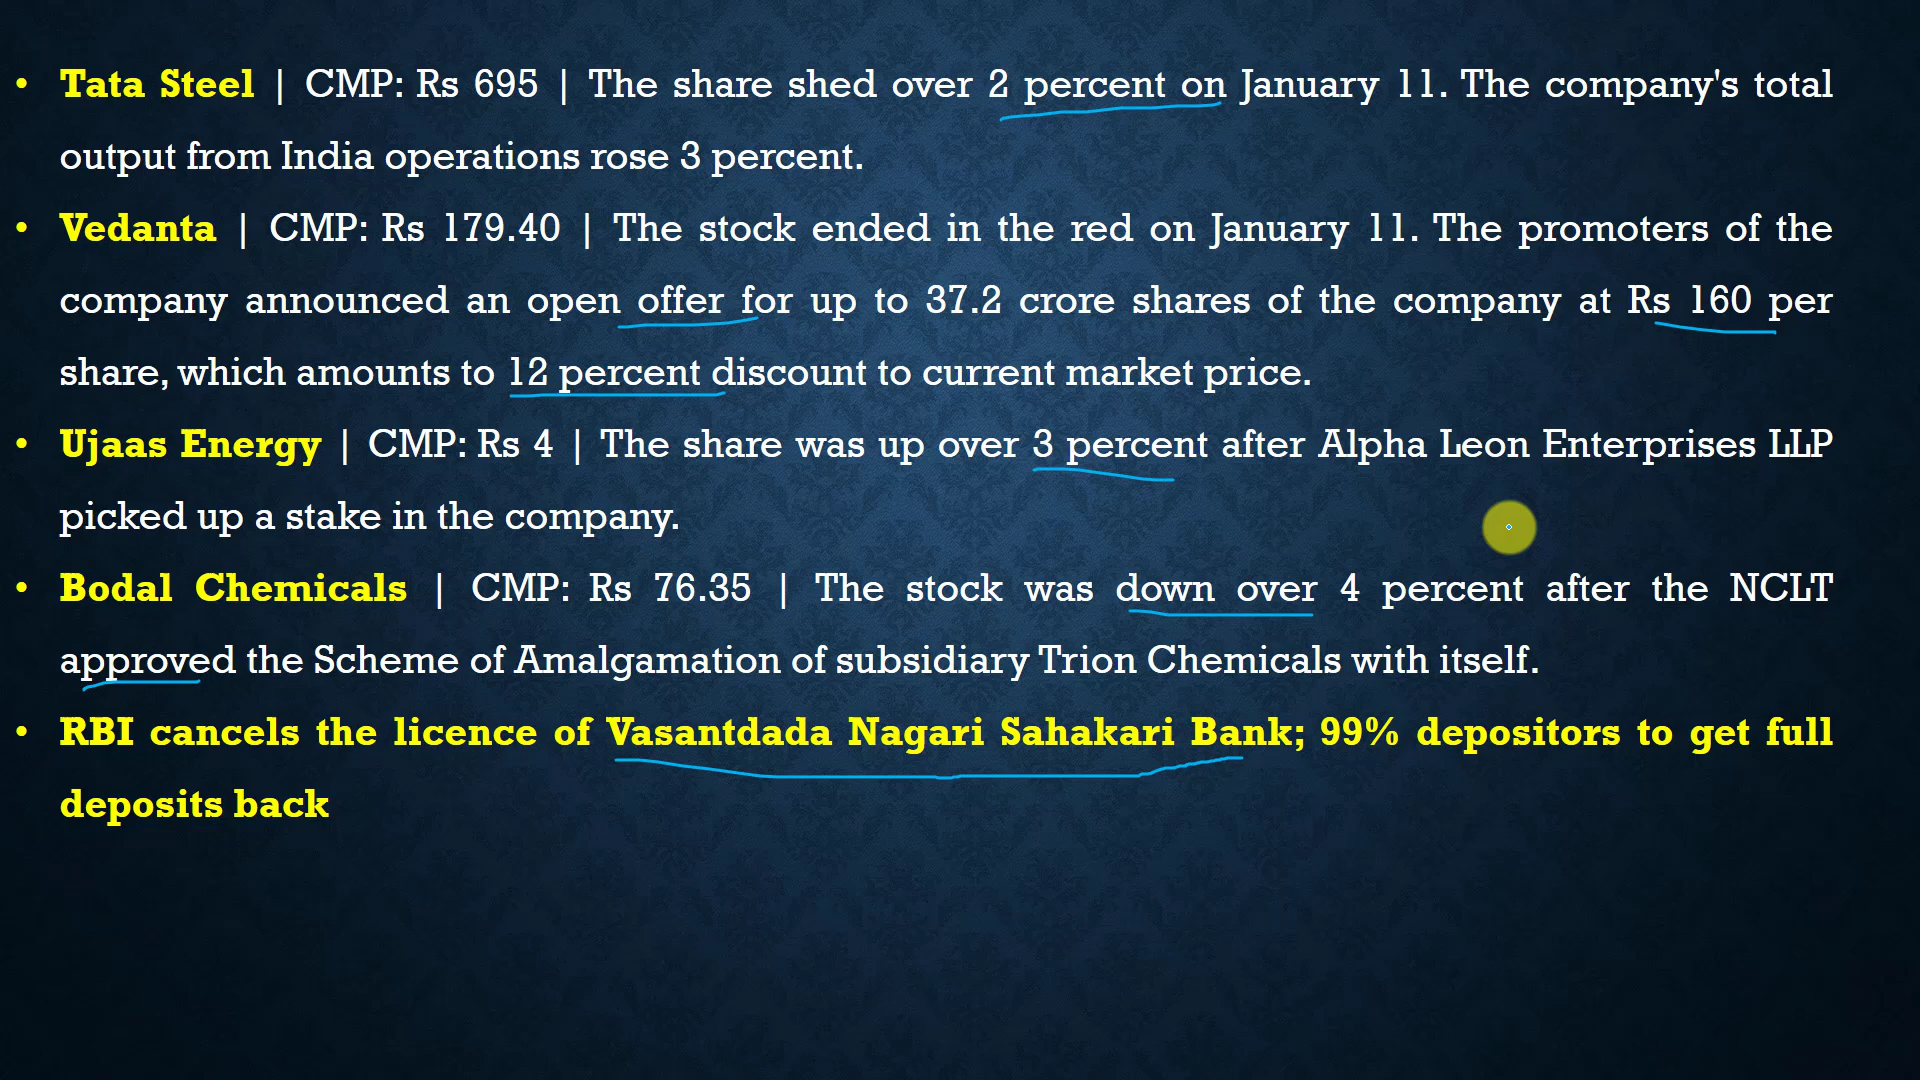 • Tata Steel | CMP: Rs 695 | The share shed over 2 percent on January 11. The company's total
output from India operations rose 3 percent.
• Vedanta | CMP: Rs 179.40 | The stock ended in the red on January 11. The promoters of the
company announced an open offer for up to 37.2 crore shares of the company at Rs 160 per
share, which amounts to 12 percent discount to current market price.
• Ujaas Energy | CMP: Rs 4 | The share was up over 3 percent after Alpha Leon Enterprises LLP
picked up a stake in the company.
• Bodal Chemicals | CMP: Rs 76.35 | The stock was down over 4 percent after the NCLT
approved the Scheme of Amalgamation of subsidiary Trion Chemicals with itself.
• RBI cancels the licence of Vasantdada Nagari Sahakari Bank; 99% depositors to get full
deposits back